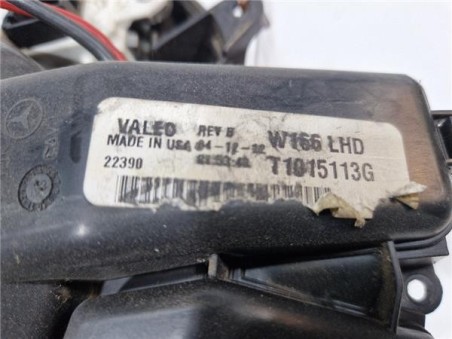 VALEO REV B W166 LHD
MADE IN USA
22390 T1015113G